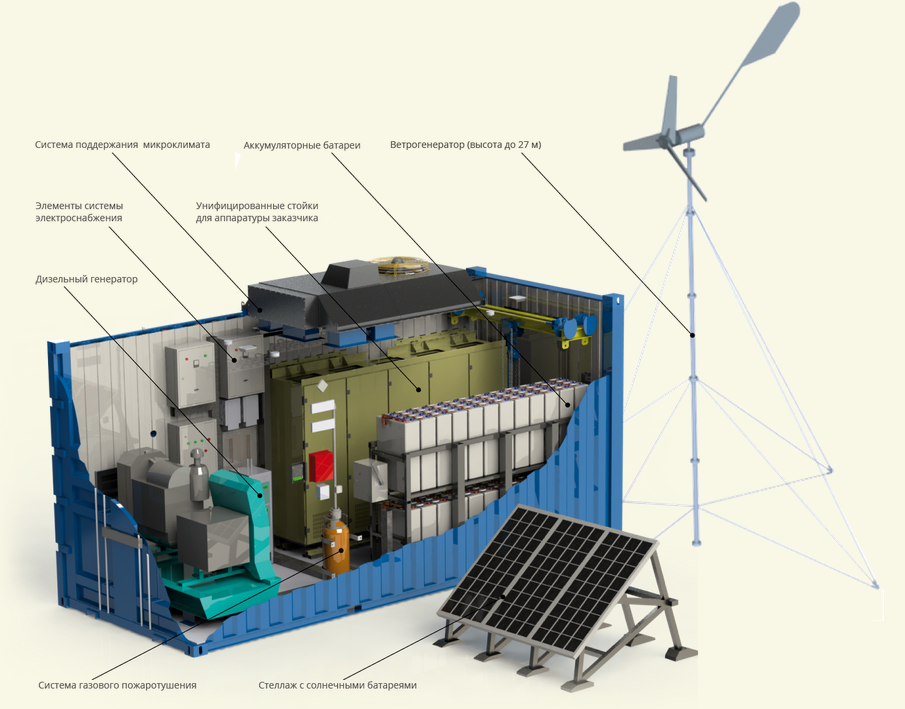 Система поддержания микроклимата
Аккумуляторные батареи
Ветрогенератор (высота до 27 м)
Элементы системы
электроснабжения
Унифицированные стойки
для аппаратуры заказчика
Дизельный генератор
Система газового пожаротушения
Стеллаж с солнечными батареями